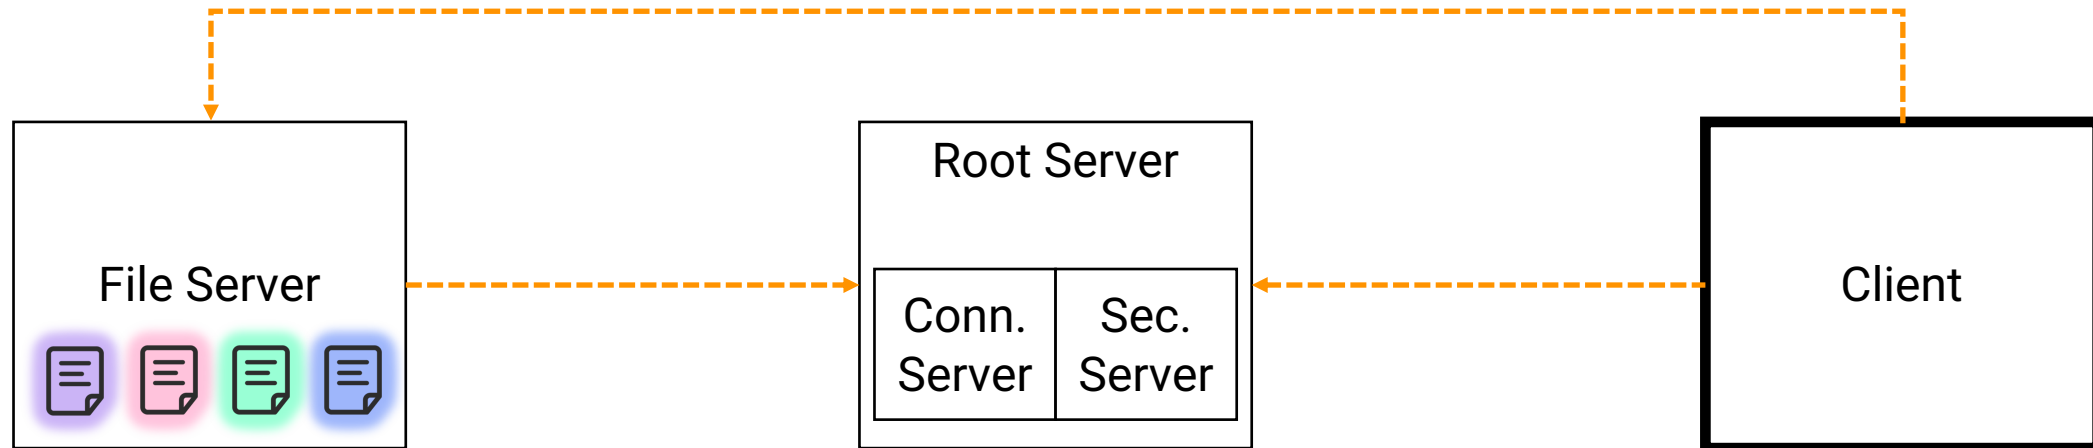 Root Server
File Server
Conn.
Server
Sec.
Server
Client